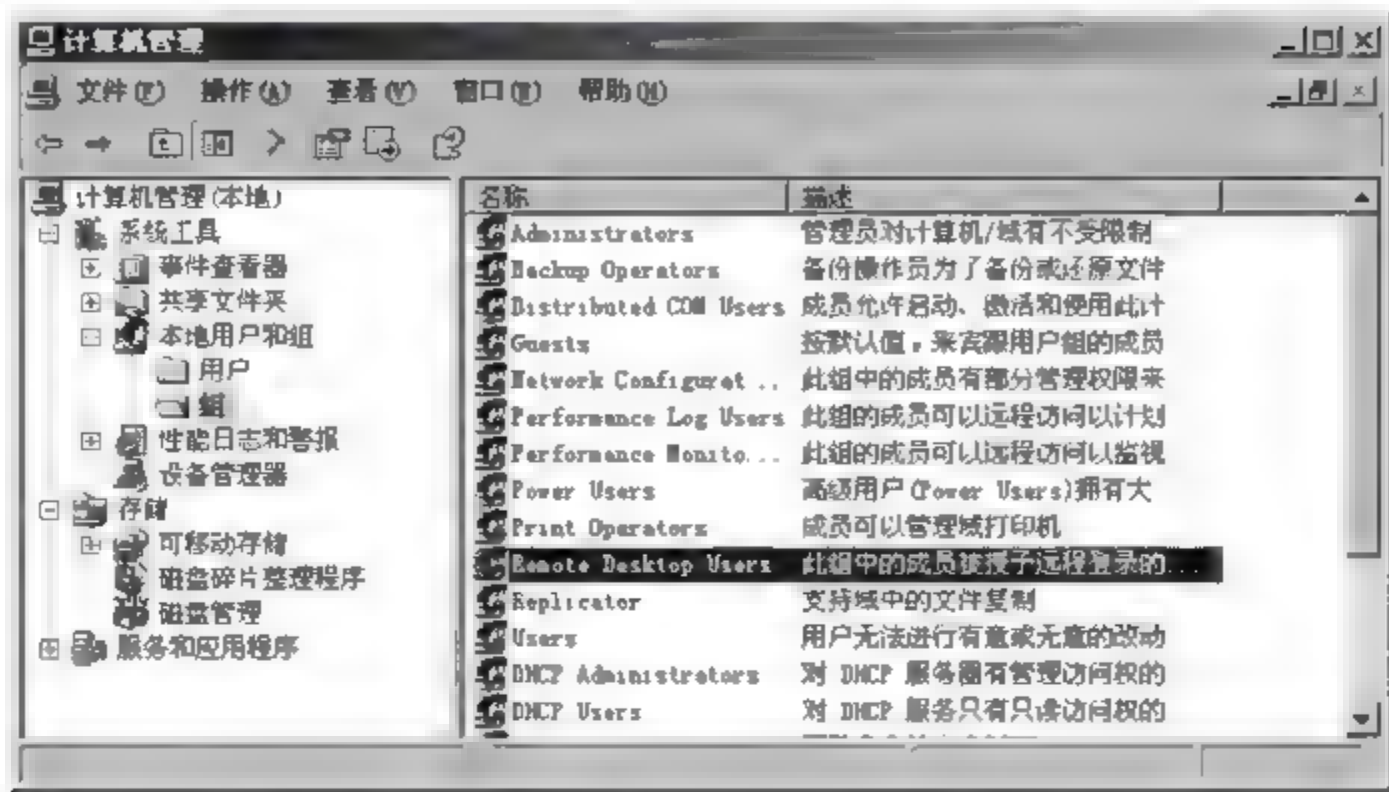 计算机管理
文件(F) 操作(A) 查看(V) 窗口(W) 帮助(H)
计算机管理(本地)
系统工具
事件查看器
共享文件夹
本地用户和组
用户
组
性能日志和警报
设备管理器
存储
可移动存储
磁盘碎片整理程序
磁盘管理
服务和应用程序
名称 描述
Administrators 管理员对计算机/域有不受限制
Backup Operators 备份操作员为了备份或还原文件
Distributed COM Users 成员允许启动、激活和使用此计
Guests 按默认值，来宾跟用户组的成员
Network Configurat .. 此组中的成员有部分管理权限来
Performance Log Users 此组的成员可以远程访问以计划
Performance Monito... 此组的成员可以远程访问以监视
Power Users 高级用户(Power Users)拥有大
Print Operators 成员可以管理域打印机
Remote Desktop Users 此组中的成员被授予远程登录的...
Replicator 支持域中的文件复制
Users 用户无法进行有意或无意的改动
DHCP Administrators 对 DHCP 服务器有管理访问权的
DHCP Users 对 DHCP 服务只有只读访问权的